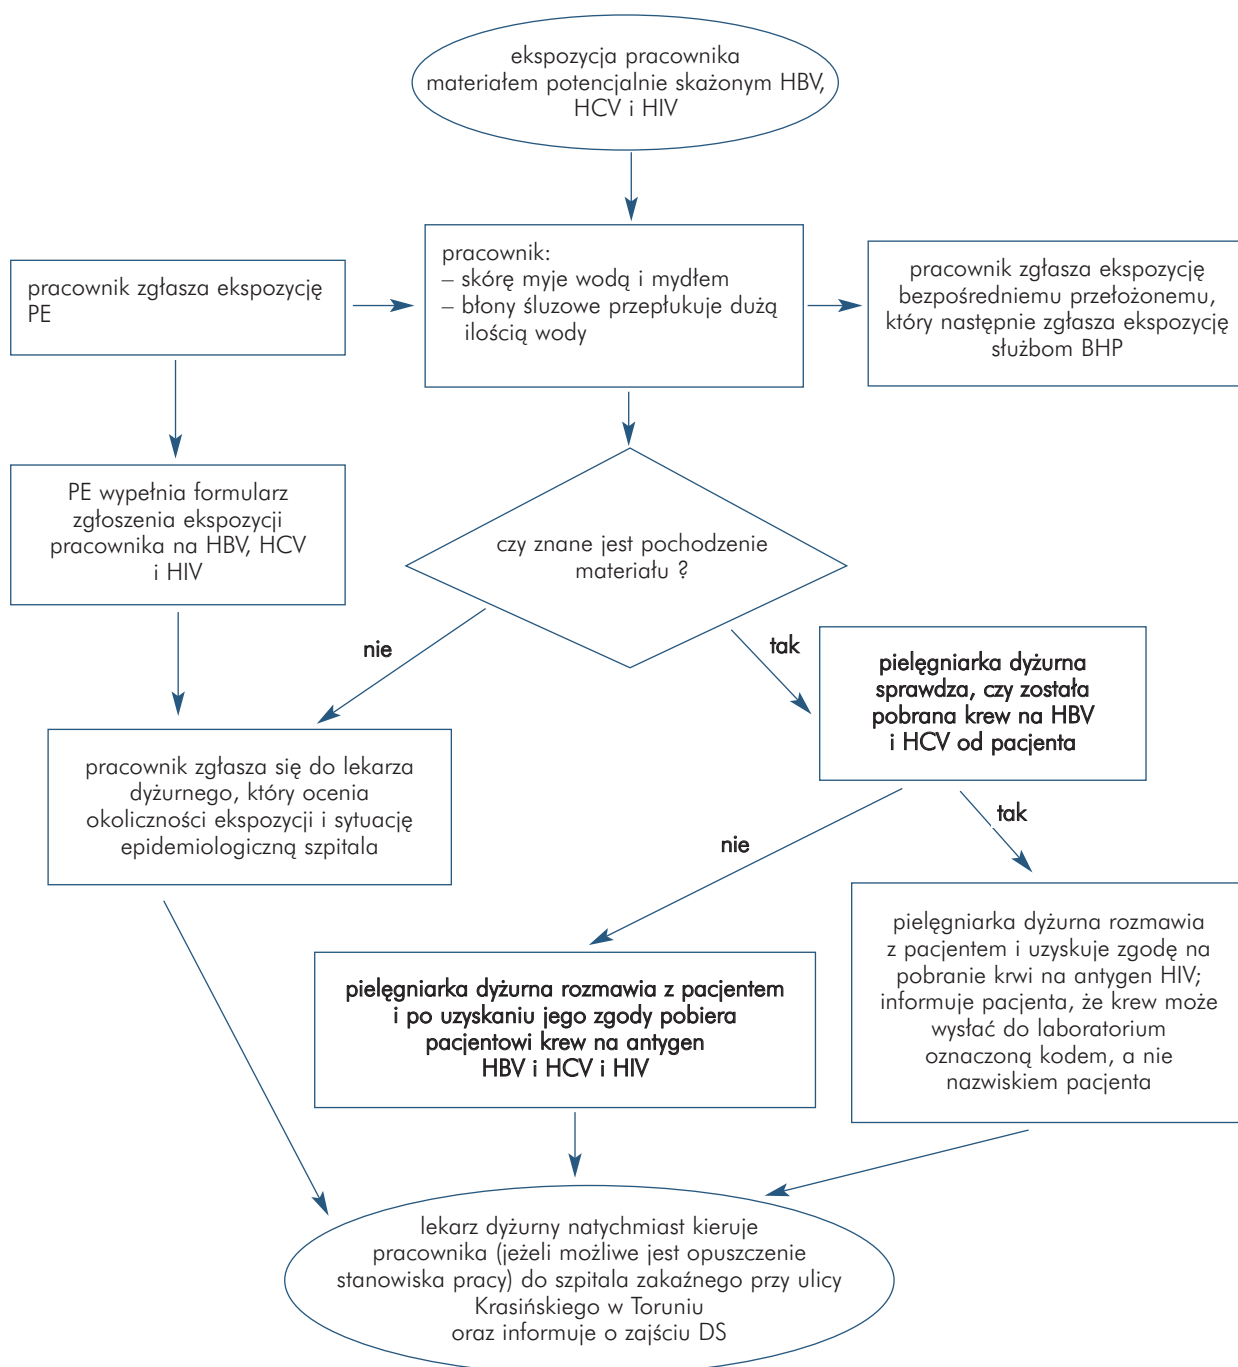 ekspozycja pracownika
materiałem potencjalnie skażonym HBV,
HCV i HIV
pracownik zgłasza ekspozycję
PE
pracownik:
– skórę myje wodą i mydłem
– błony śluzowe przepłukuje dużą
ilością wody
pracownik zgłasza ekspozycję
bezpośredniemu przełożonemu,
który następnie zgłasza ekspozycję
służbom BHP
PE wypełnia formularz
zgłoszenia ekspozycji
pracownika na HBV, HCV
i HIV
czy znane jest pochodzenie
materiału ?
nie
tak
pielęgniarka dyżurna
sprawdza, czy została
pobrana krew na HBV
i HCV od pacjenta
pracownik zgłasza się do lekarza
dyżurnego, który ocenia
okoliczności ekspozycji i sytuację
epidemiologiczną szpitala
nie
tak
pielęgniarka dyżurna rozmawia z pacjentem
i po uzyskaniu jego zgody pobiera
pacjentowi krew na antygen
HBV i HCV i HIV
pielęgniarka dyżurna rozmawia
z pacjentem i uzyskuje zgodę na
pobranie krwi na antygen HIV;
informuje pacjenta, że krew może
wysłać do laboratorium
oznaczoną kodem, a nie
nazwiskiem pacjenta
lekarz dyżurny natychmiast kieruje
pracownika (jeżeli możliwe jest opuszczenie
stanowiska pracy) do szpitala zakaźnego przy ulicy
Krasińskiego w Toruniu
oraz informuje o zajściu DS